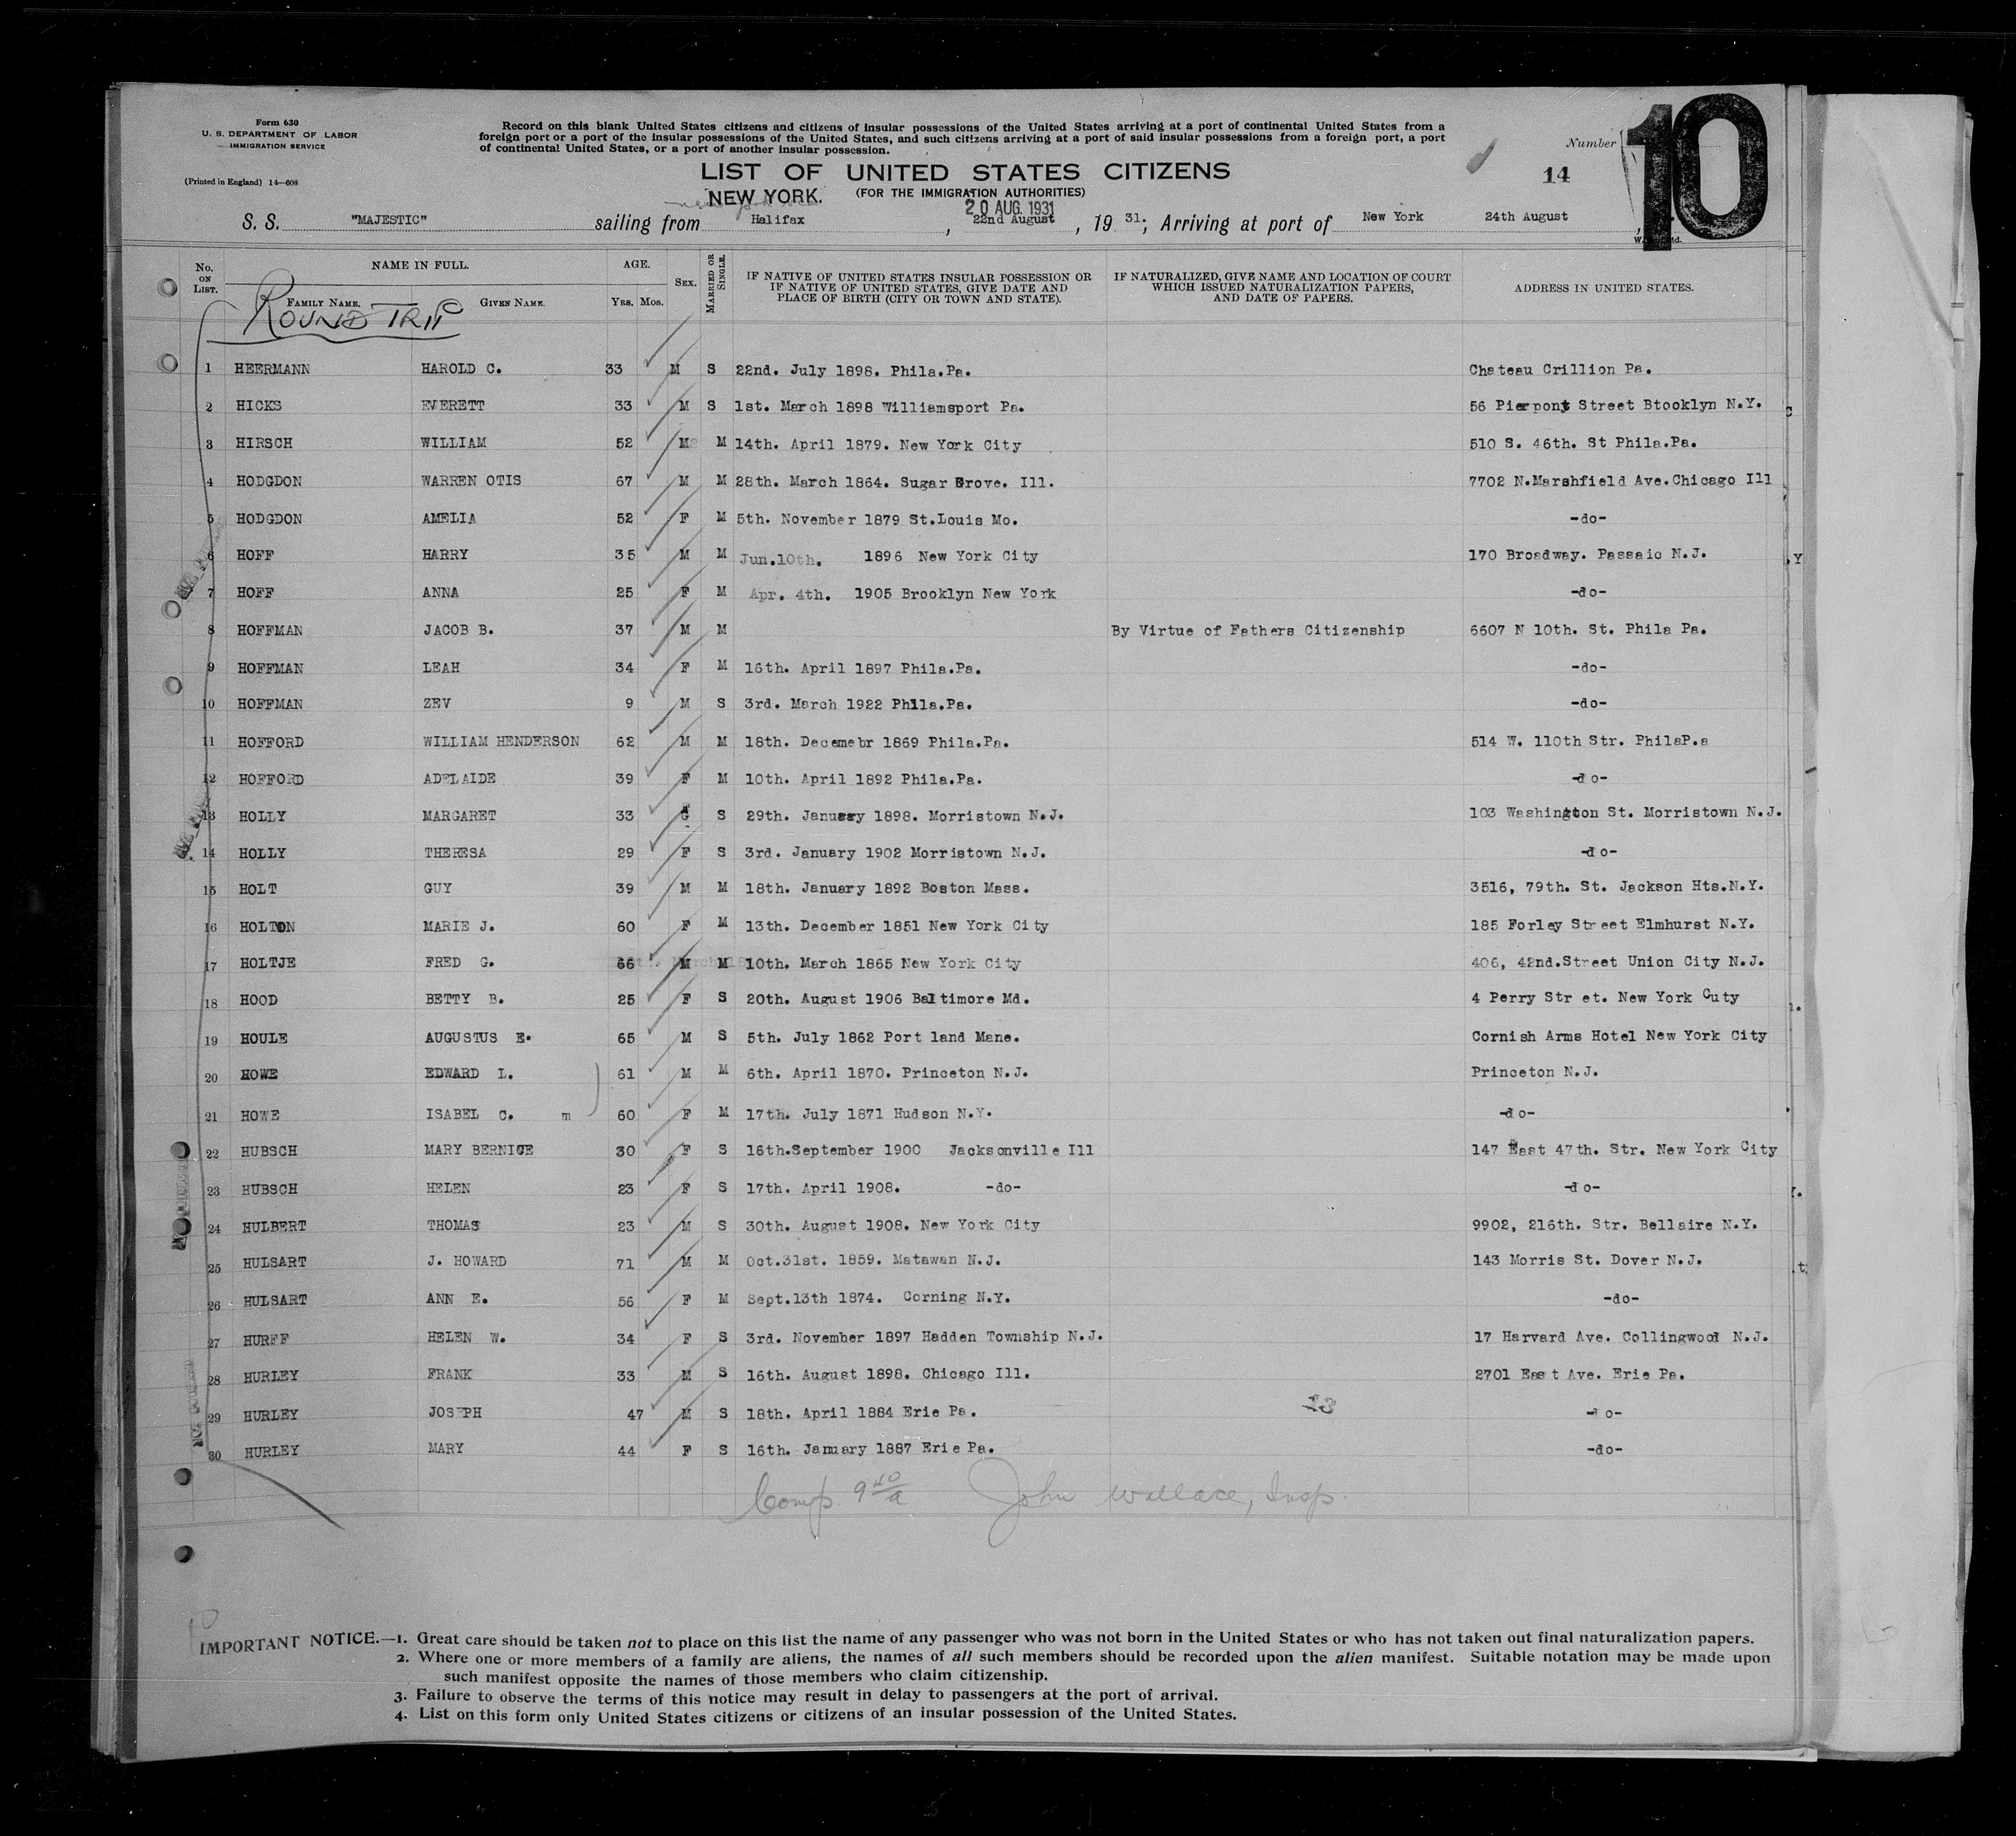 Form 630
U. S. DEPARTMENT OF LABOR
IMMIGRATION SERVICE
(Printed in England) 14—608
Record on this blank United States citizens and citizens of insular possessions of the United States arriving at a port of continental United States from a
foreign port or a port of the insular possessions of the United States, and such citizens arriving at a port of said insular possessions from a foreign port, a port
of continental United States, or a port of another insular possession.
Number
10
14
LIST OF UNITED STATES CITIZENS
NEW YORK. (FOR THE IMMIGRATION AUTHORITIES)
20 AUG. 1931
S. S. "MAJESTIC" sailing from Halifax, 22nd August, 19 31; Arriving at port of New York 24th August
No. ON LIST. NAME IN FULL. FAMILY NAME. GIVEN NAME. AGE. Yrs. Mos. SEX. MARRIED OR SINGLE. IF NATIVE OF UNITED STATES INSULAR POSSESSION OR IF NATIVE OF UNITED STATES, GIVE DATE AND PLACE OF BIRTH (CITY OR TOWN AND STATE). IF NATURALIZED, GIVE NAME AND LOCATION OF COURT WHICH ISSUED NATURALIZATION PAPERS, AND DATE OF PAPERS. ADDRESS IN UNITED STATES.
ROUND TRIP
1 HEERMANN HAROLD C. 33 M S 22nd. July 1898. Phila.Pa. Chateau Crillion Pa.
2 HICKS EVERETT 33 M S 1st. March 1898 Williamsport Pa. 56 Pierpont Street Btooklyn N.Y.
3 HIRSCH WILLIAM 52 M M 14th. April 1879. New York City 510 S. 46th. St Phila.Pa.
4 HODGDON WARREN OTIS 67 M M 28th. March 1864. Sugar Grove. Ill. 7702 N.Marshfield Ave.Chicago Ill
5 HODGDON AMELIA 52 F M 5th. November 1879 St.Louis Mo. -do-
6 HOFF HARRY 35 M M Jun.10th. 1896 New York City 170 Broadway. Passaic N.J.
7 HOFF ANNA 25 F M Apr. 4th. 1905 Brooklyn New York -do-
8 HOFFMAN JACOB B. 37 M M By Virtue of Fathers Citizenship 6607 N 10th. St. Phila Pa.
9 HOFFMAN LEAH 34 F M 16th. April 1897 Phila.Pa. -do-
10 HOFFMAN ZEV 9 M S 3rd. March 1922 Phila.Pa. -do-
11 HOFFORD WILLIAM HENDERSON 62 M M 18th. Decemebr 1869 Phila.Pa. 514 W. 110th Str. PhilaP.a
12 HOFFORD ADELAIDE 39 F M 10th. April 1892 Phila.Pa. -do-
13 HOLLY MARGARET 33 S 29th. January 1898. Morristown N.J. 103 Washington St. Morristown N.J.
14 HOLLY THERESA 29 F S 3rd. January 1902 Morristown N.J. -do-
15 HOLT GUY 39 M M 18th. January 1892 Boston Mass. 3516, 79th. St. Jackson Hts.N.Y.
16 HOLTON MARIE J. 60 F M 13th. December 1851 New York City 185 Forley Street Elmhurst N.Y.
17 HOLTJE FRED G. 66 M M 10th. March 1865 New York City 406, 42nd.Street Union City N.J.
18 HOOD BETTY B. 25 F S 20th. August 1906 Baltimore Md. 4 Perry Str et. New York Cuty
19 HOULE AUGUSTUS E. 65 M S 5th. July 1862 Port land Mane. Cornish Arms Hotel New York City
20 HOWE EDWARD L. 61 M M 6th. April 1870. Princeton N.J. Princeton N.J.
21 HOWE ISABEL C. m 60 F M 17th. July 1871 Hudson N.Y. -do-
22 HUBSCH MARY BERNICE 30 F S 16th.September 1900 Jacksonville Ill 147 East 47th. Str. New York City
23 HUBSCH HELEN 23 F S 17th. April 1908. -do- -do-
24 HULBERT THOMAS 23 M S 30th. August 1908. New York City 9902, 216th. Str. Bellaire N.Y.
25 HULSART J. HOWARD 71 M M Oct.31st. 1859. Matawan N.J. 143 Morris St. Dover N.J.
26 HULSART ANN E. 56 F M Sept.13th 1874. Corning N.Y. -do-
27 HURFF HELEN W. 34 F S 3rd. November 1897 Hadden Township N.J. 17 Harvard Ave. Collingwood N.J.
28 HURLEY FRANK 33 M S 16th. August 1898. Chicago Ill. 2701 East Ave. Erie Pa.
29 HURLEY JOSEPH 47 M S 18th. April 1884 Erie Pa. -do-
30 HURLEY MARY 44 F S 16th. January 1887 Erie Pa. -do-
Comp. 9 40/a John Wallace, Insp.
IMPORTANT NOTICE.—1. Great care should be taken not to place on this list the name of any passenger who was not born in the United States or who has not taken out final naturalization papers.
2. Where one or more members of a family are aliens, the names of all such members should be recorded upon the alien manifest. Suitable notation may be made upon
such manifest opposite the names of those members who claim citizenship.
3. Failure to observe the terms of this notice may result in delay to passengers at the port of arrival.
4. List on this form only United States citizens or citizens of an insular possession of the United States.